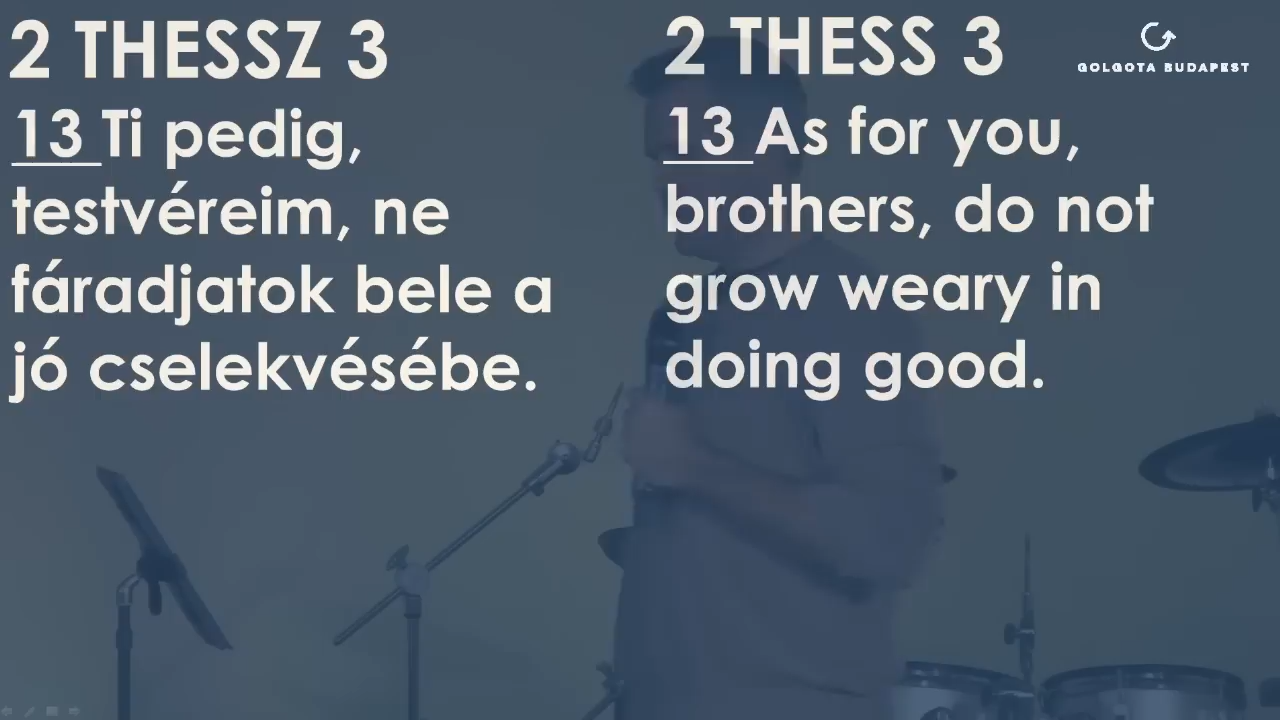 2 THESSZ 3
13 Ti pedig,
testvéreim, ne
fáradjatok bele a
jó cselekvésébe.
2 THESS 3
13 As for you,
brothers, do not
grow weary in
doing good.
GOLGOTA BUDAPEST